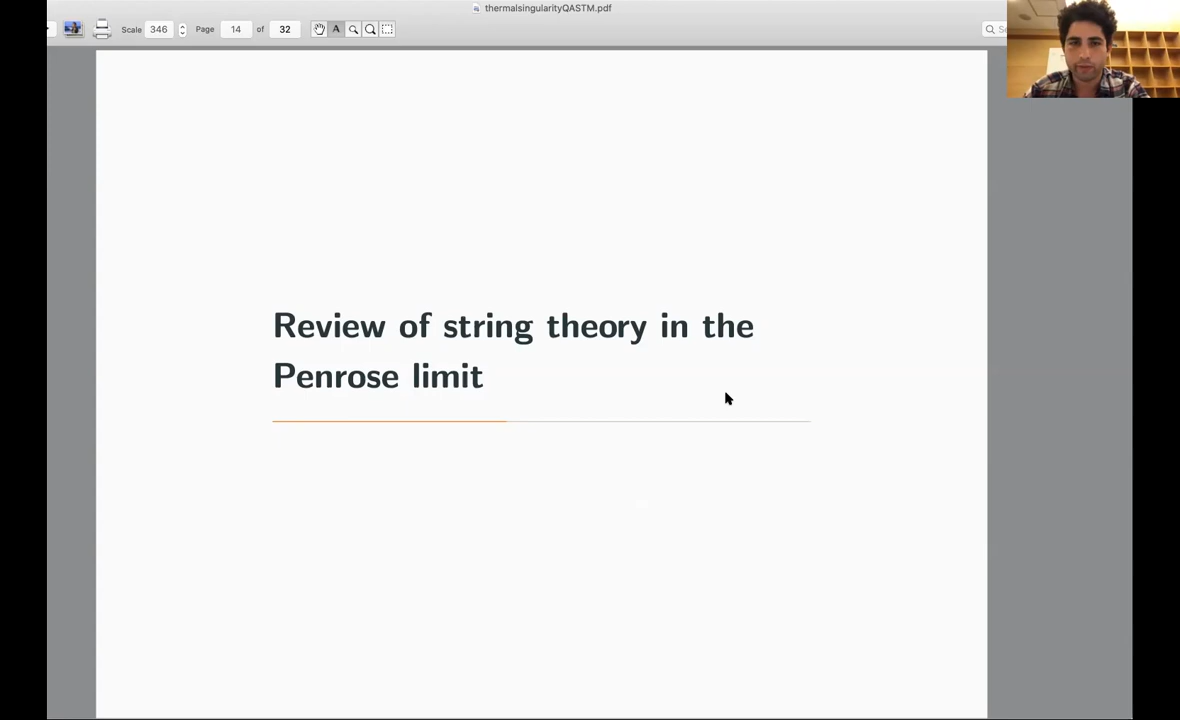 thermalsingularityQASTM.pdf
Scale 346 Page 14 of 32
A
Review of string theory in the
Penrose limit